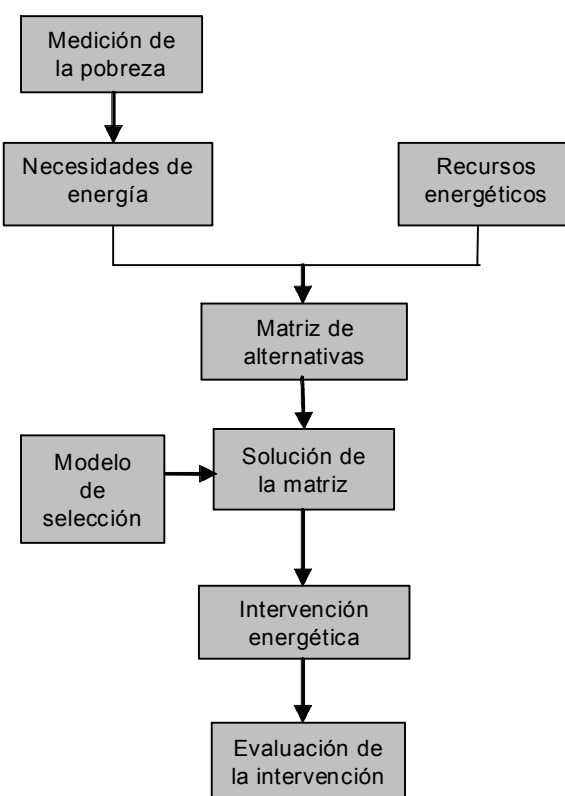 Medición de
la pobreza
Necesidades de
energía
Recursos
energéticos
Matriz de
alternativas
Modelo
de
selección
Solución de
la matriz
Intervención
energética
Evaluación de
la intervención